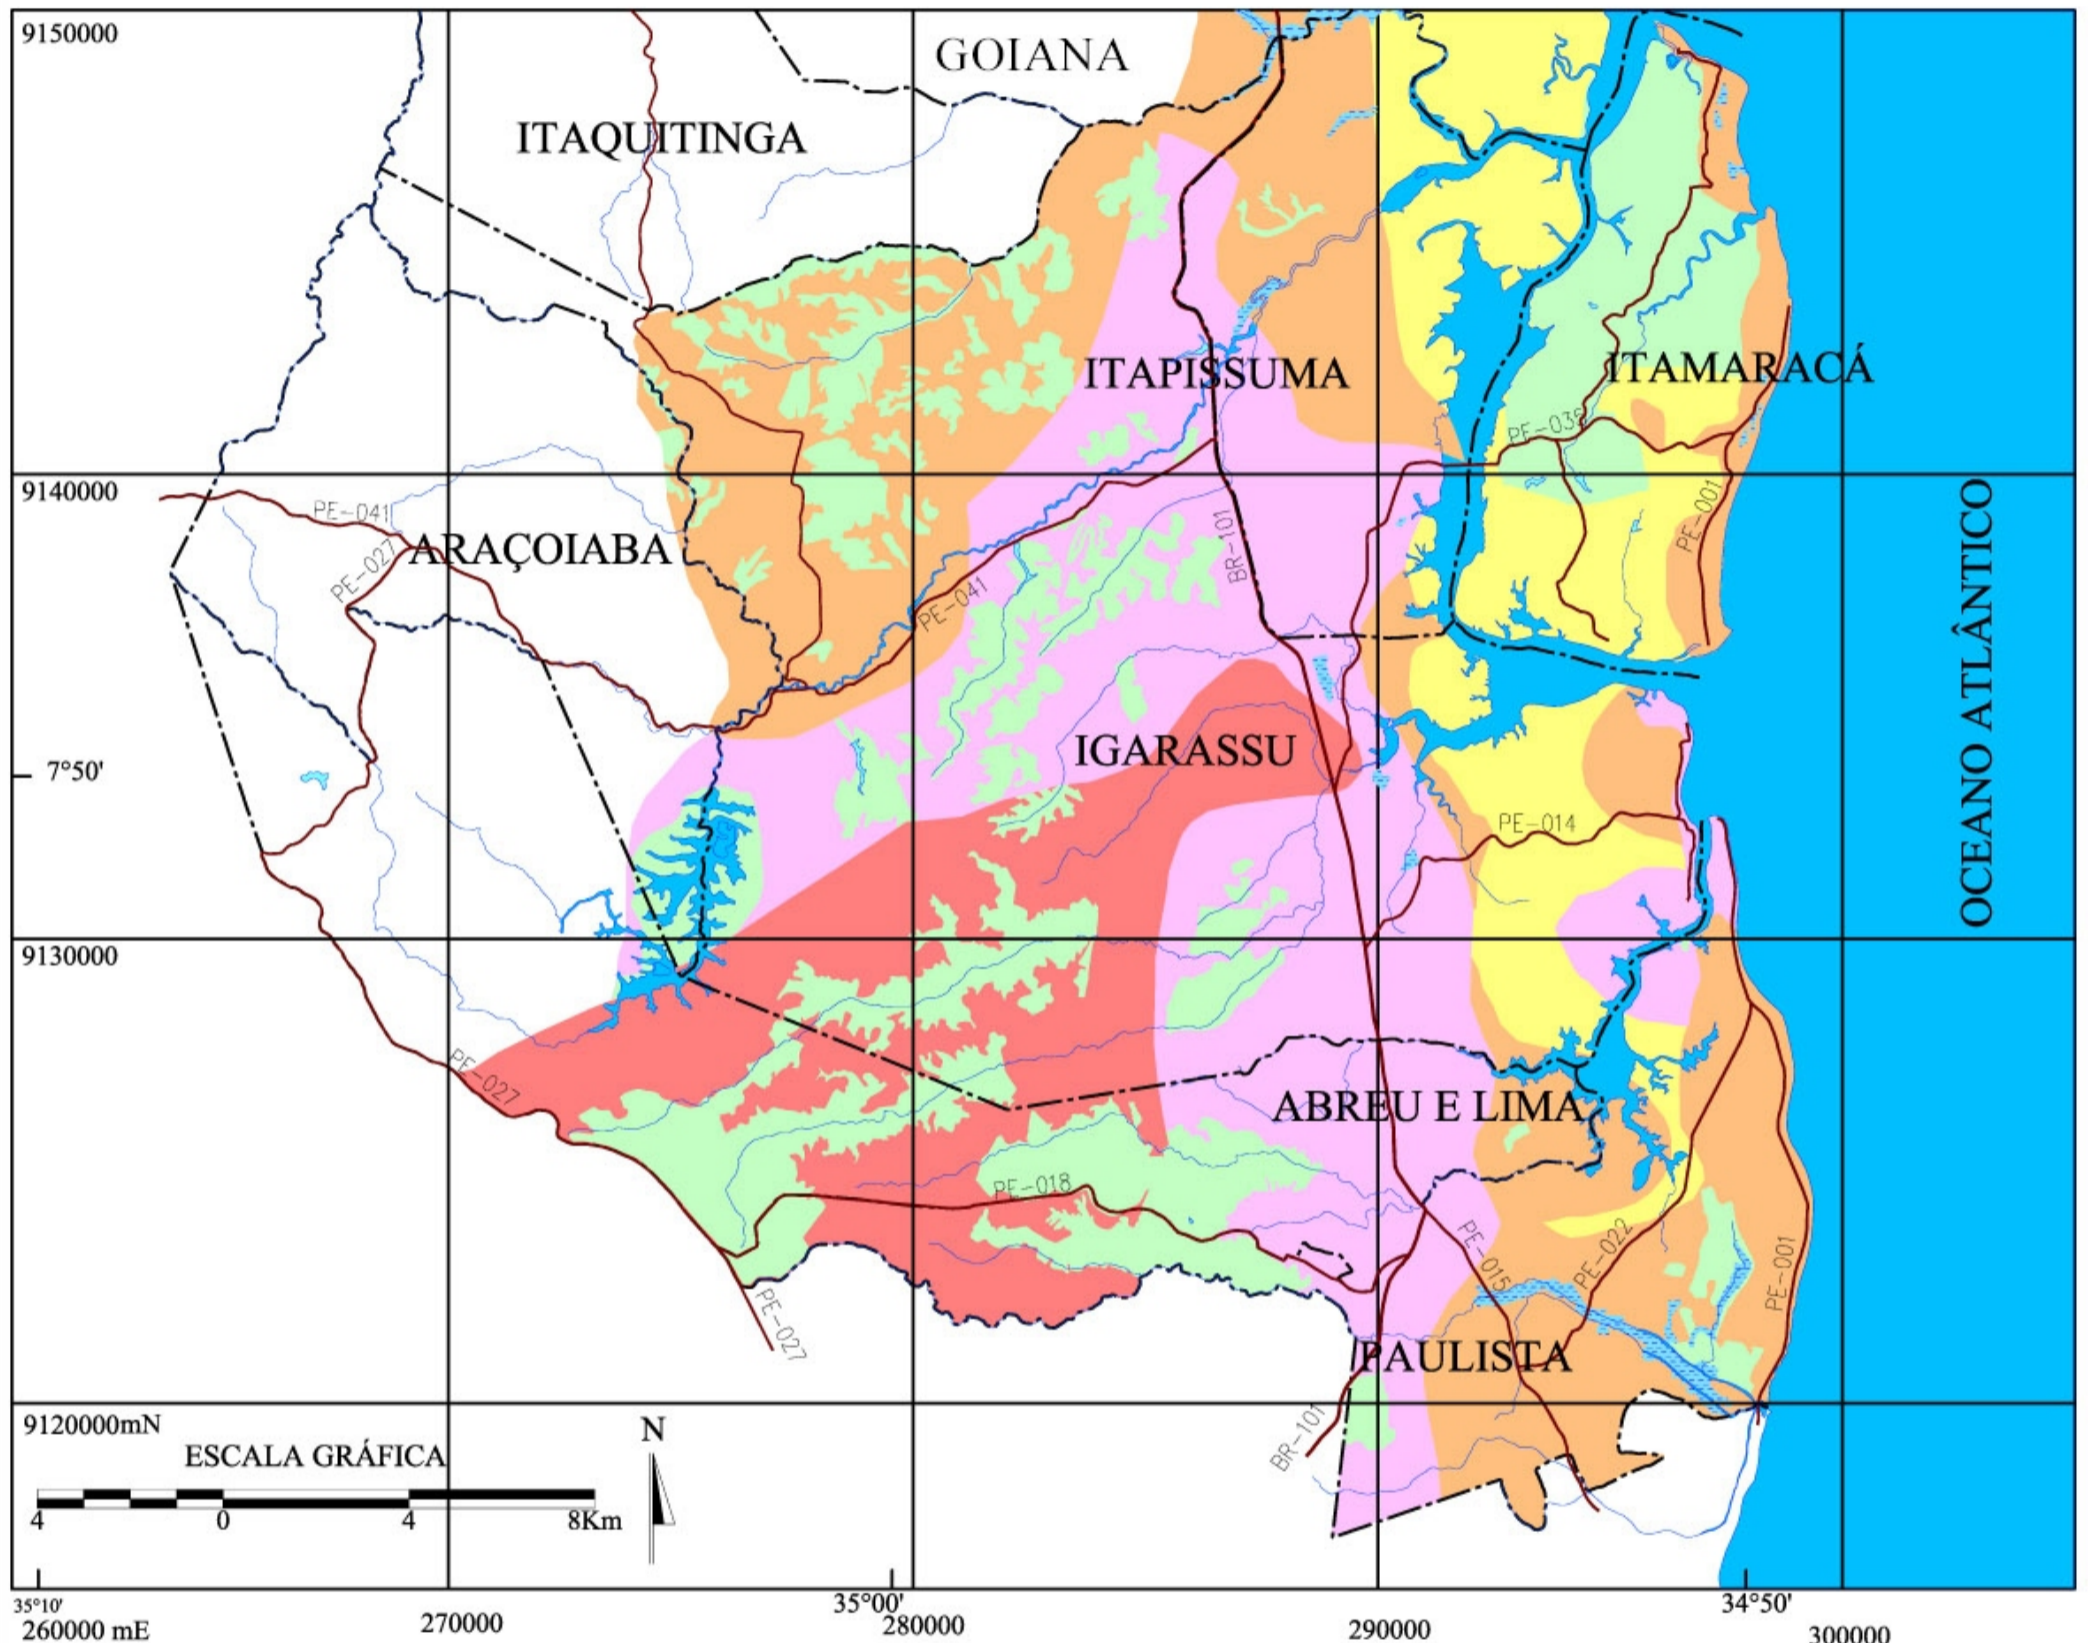 9150000
GOIANA
ITAQUITINGA
ITAPISSUMA
ITAMARACÁ
PE-035
9140000
PE-041
PE-001
PE-027
ARAÇOIABA
BR-101
PE-041
OCEANO ATLÂNTICO
IGARASSU
7°50'
PE-014
9130000
PE-027
ABREU E LIMA
PE-018
PE-015
PE-022
PE-001
PE-027
PAULISTA
9120000mN
BR-101
N
ESCALA GRÁFICA
4 0 4 8Km
35°10' 35°00' 34°50'
260000 mE 270000 280000 290000 300000